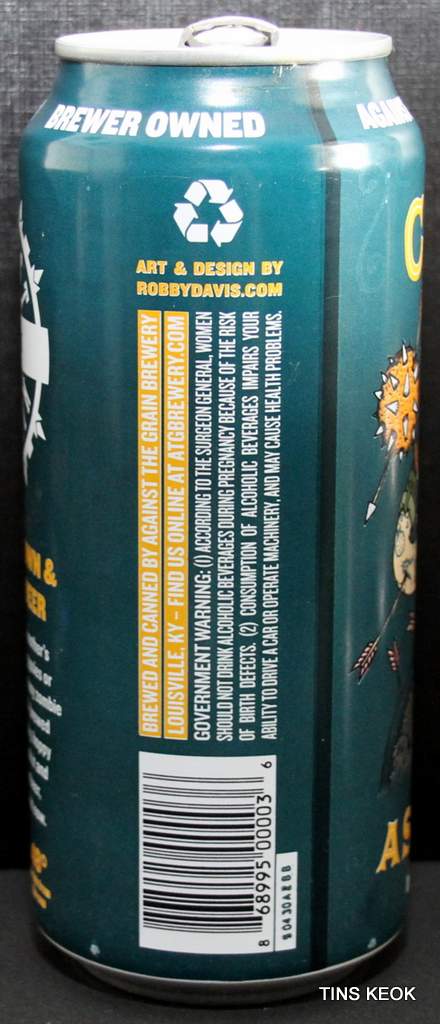 BREWER OWNED
ART & DESIGN BY
ROBBYDAVIS.COM
BREWED AND CANNED BY AGAINST THE GRAIN BREWERY
LOUISVILLE, KY – FIND US ONLINE AT ATGBREWERY.COM
GOVERNMENT WARNING: (1) ACCORDING TO THE SURGEON GENERAL, WOMEN
SHOULD NOT DRINK ALCOHOLIC BEVERAGES DURING PREGNANCY BECAUSE OF THE RISK
OF BIRTH DEFECTS. (2) CONSUMPTION OF ALCOHOLIC BEVERAGES IMPAIRS YOUR
ABILITY TO DRIVE A CAR OR OPERATE MACHINERY, AND MAY CAUSE HEALTH PROBLEMS.
8 68995 00003 6
TINS KEOK